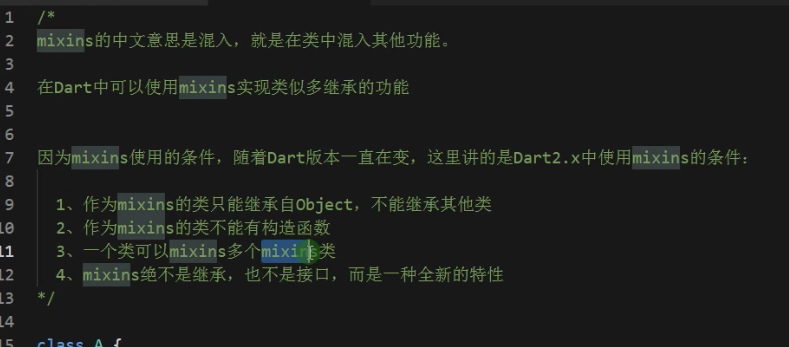 1 /*
2 mixins的中文意思是混入，就是在类中混入其他功能。
3
4 在Dart中可以使用mixins实现类似多继承的功能
5
6
7 因为mixins使用的条件，随着Dart版本一直在变，这里讲的是Dart2.x中使用mixins的条件：
8
9 1、作为mixins的类只能继承自Object，不能继承其他类
10 2、作为mixins的类不能有构造函数
11 3、一个类可以mixins多个mixins类
12 4、mixins绝不是继承，也不是接口，而是一种全新的特性
13 */
14
15 class A {